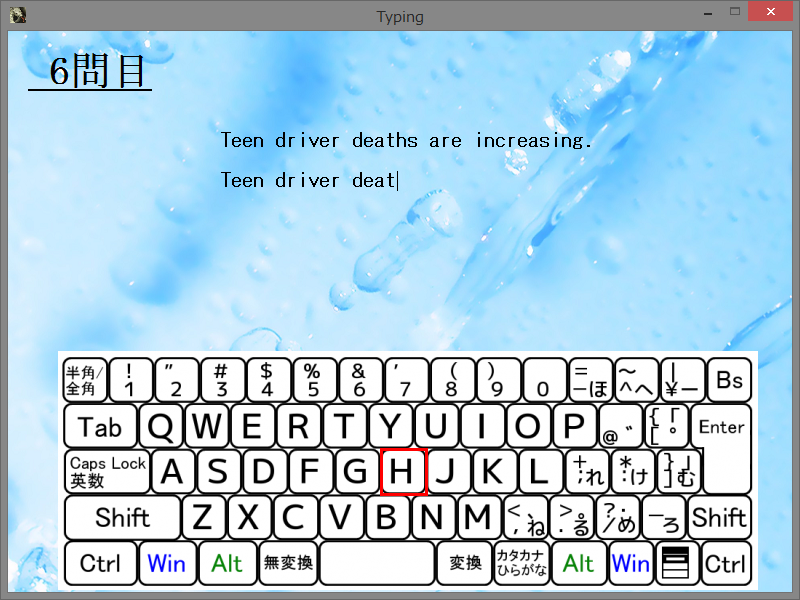 Typing
6問目
Teen driver deaths are increasing.
Teen driver deat
半角/全角 ! 1 " 2 # 3 $ 4 % 5 & 6 ' 7 ( 8 ) 9 0 = - ほ ~ ^ へ | ¥ ー Bs
Tab Q W E R T Y U I O P @ ゛ { 「 [ ° Enter
Caps Lock 英数 A S D F G H J K L + ; れ * : け } 」 ] む
Shift Z X C V B N M < , ね > . る ? ・ / め _ ろ Shift
Ctrl Win Alt 無変換 変換 カタカナ ひらがな Alt Win Ctrl